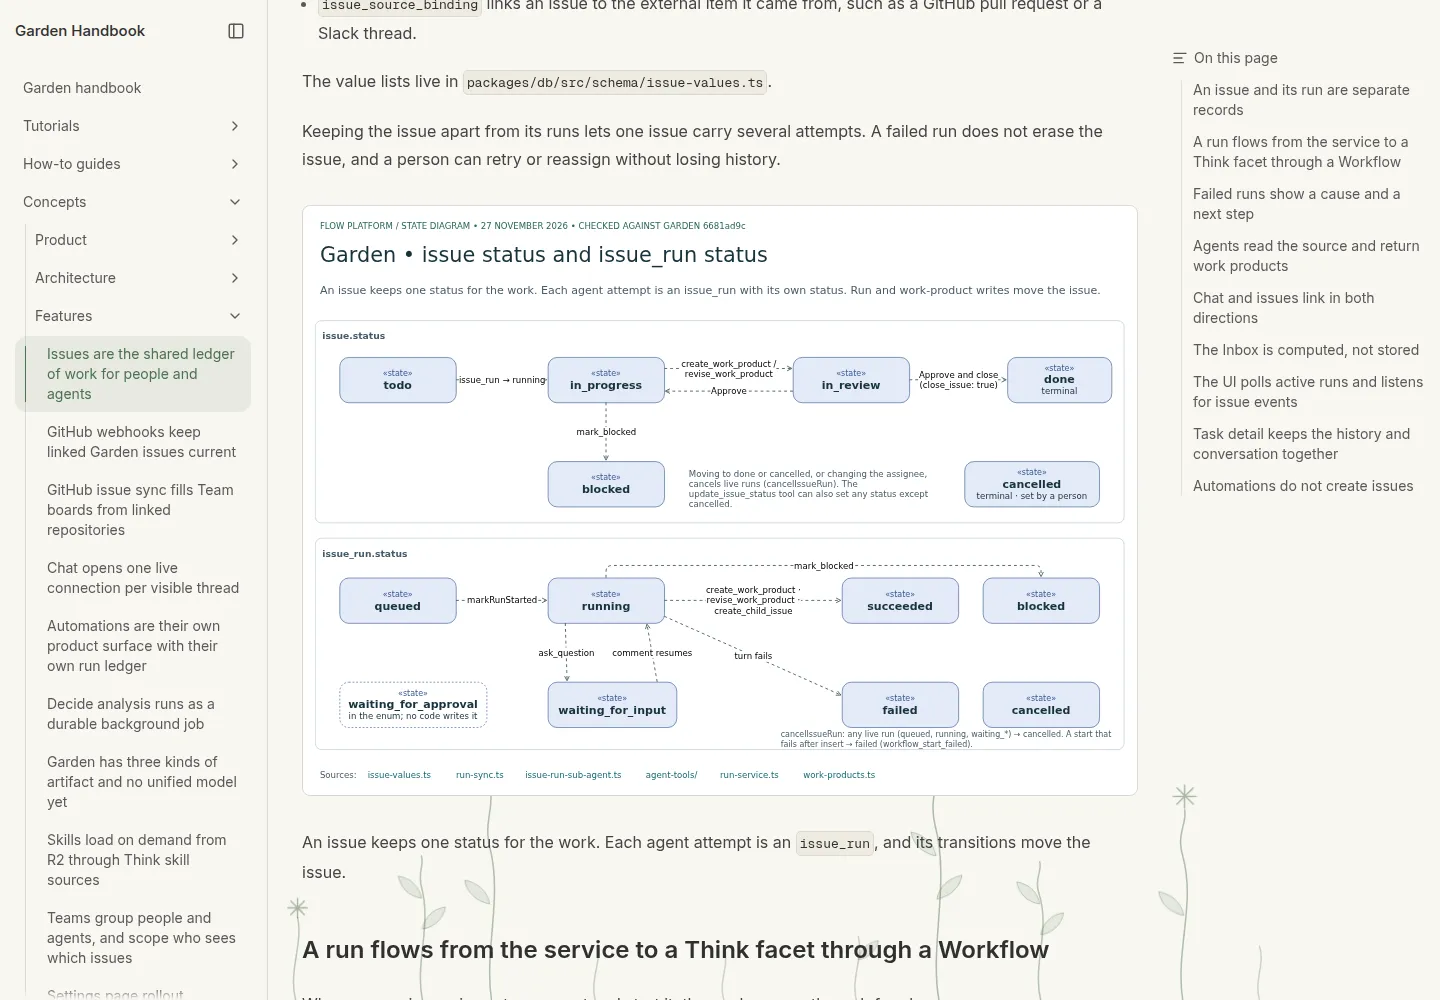 Garden Handbook
Garden handbook
Tutorials
How-to guides
Concepts
Product
Architecture
Features
Issues are the shared ledger
of work for people and
agents
GitHub webhooks keep
linked Garden issues current
GitHub issue sync fills Team
boards from linked
repositories
Chat opens one live
connection per visible thread
Automations are their own
product surface with their
own run ledger
Decide analysis runs as a
durable background job
Garden has three kinds of
artifact and no unified model
yet
Skills load on demand from
R2 through Think skill
sources
Teams group people and
agents, and scope who sees
which issues
Settings page rollout
issue_source_binding links an issue to the external item it came from, such as a GitHub pull request or a
Slack thread.
The value lists live in packages/db/src/schema/issue-values.ts.
Keeping the issue apart from its runs lets one issue carry several attempts. A failed run does not erase the
issue, and a person can retry or reassign without losing history.
FLOW PLATFORM / STATE DIAGRAM • 27 NOVEMBER 2026 • CHECKED AGAINST GARDEN 6681ad9c
Garden • issue status and issue_run status
An issue keeps one status for the work. Each agent attempt is an issue_run with its own status. Run and work-product writes move the issue.
issue.status
«state»
todo
issue_run → running
«state»
in_progress
create_work_product /
revise_work_product
Approve
«state»
in_review
Approve and close
(close_issue: true)
«state»
done
terminal
mark_blocked
«state»
blocked
Moving to done or cancelled, or changing the assignee,
cancels live runs (cancelIssueRun). The
update_issue_status tool can also set any status except
cancelled.
«state»
cancelled
terminal · set by a person
issue_run.status
mark_blocked
«state»
queued
markRunStarted
«state»
running
create_work_product ·
revise_work_product ·
create_child_issue
«state»
succeeded
«state»
blocked
ask_question
comment resumes
turn fails
«state»
waiting_for_approval
in the enum; no code writes it
«state»
waiting_for_input
«state»
failed
«state»
cancelled
cancelIssueRun: any live run (queued, running, waiting_*) → cancelled. A start that
fails after insert → failed (workflow_start_failed).
Sources: issue-values.ts run-sync.ts issue-run-sub-agent.ts agent-tools/ run-service.ts work-products.ts
An issue keeps one status for the work. Each agent attempt is an issue_run, and its transitions move the
issue.
A run flows from the service to a Think facet through a Workflow
On this page
An issue and its run are separate
records
A run flows from the service to a
Think facet through a Workflow
Failed runs show a cause and a
next step
Agents read the source and return
work products
Chat and issues link in both
directions
The Inbox is computed, not stored
The UI polls active runs and listens
for issue events
Task detail keeps the history and
conversation together
Automations do not create issues